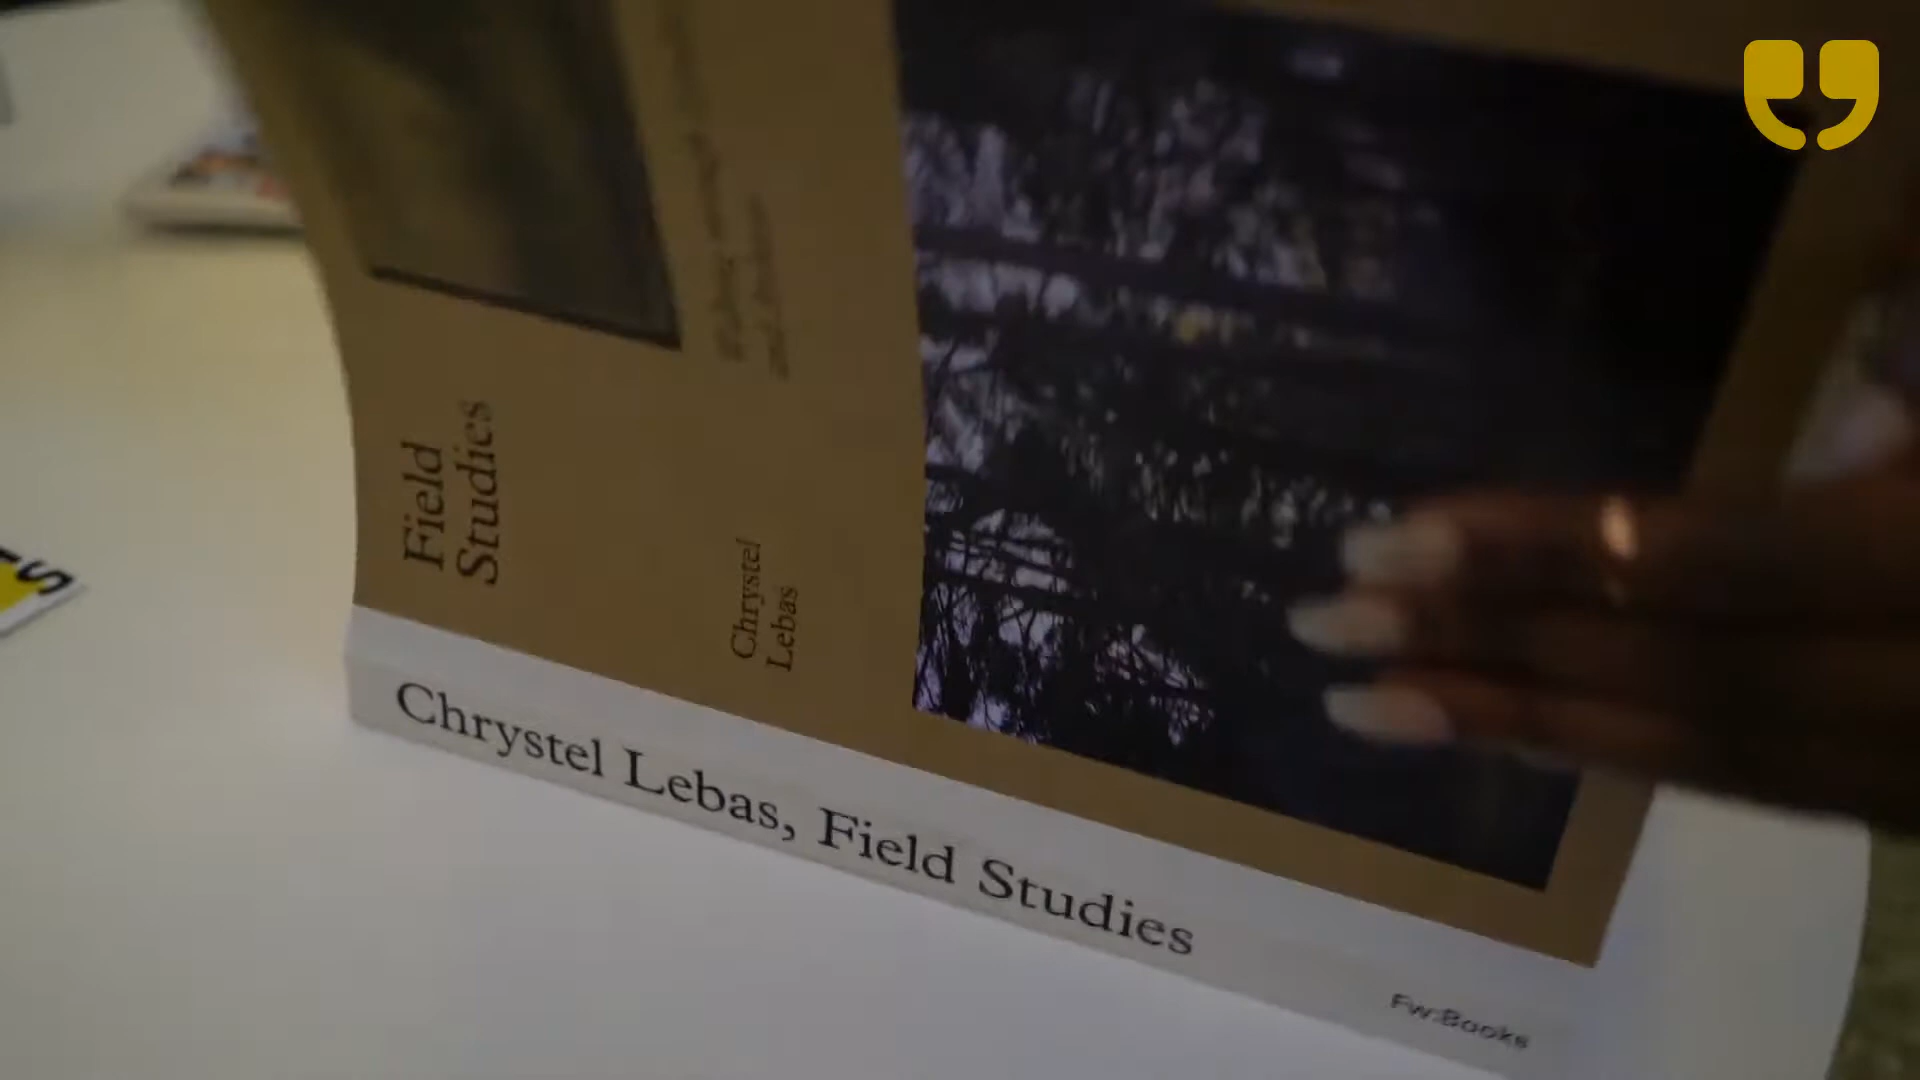 Field
Studies
Chrystel
Lebas
Chrystel Lebas, Field Studies
Fw:Books
S